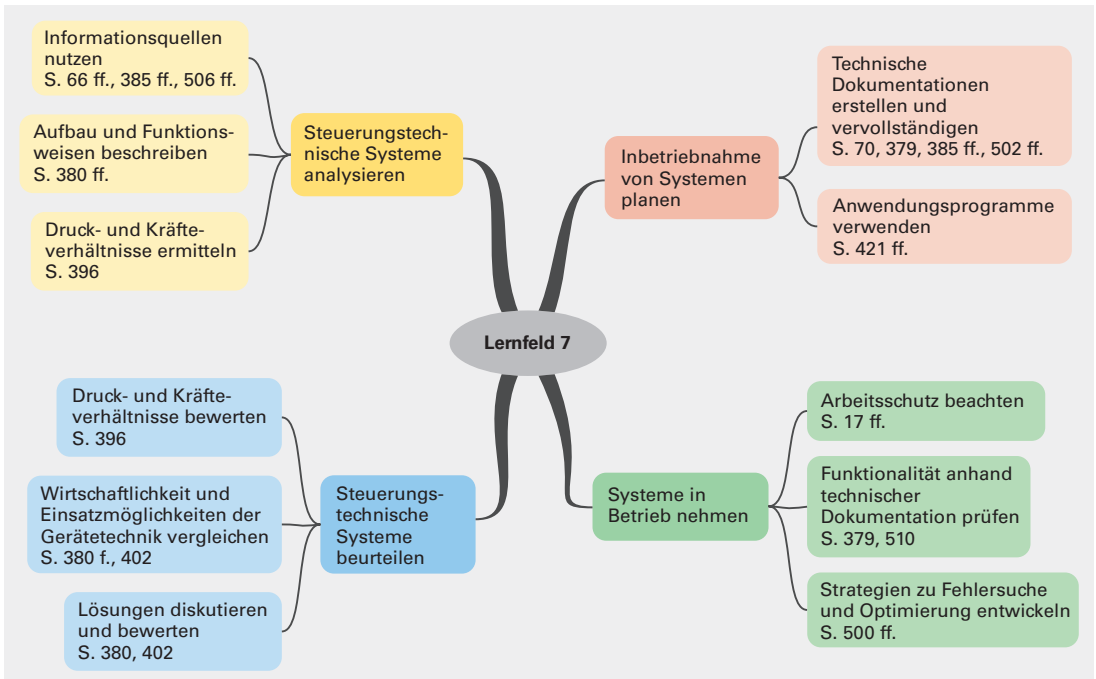 Informationsquellen
nutzen
S. 66 ff., 385 ff., 506 ff.
Aufbau und Funktions-
weisen beschreiben
S. 380 ff.
Druck- und Kräfte-
verhältnisse ermitteln
S. 396
Steuerungstech-
nische Systeme
analysieren
Inbetriebnahme
von Systemen
planen
Technische
Dokumentationen
erstellen und
vervollständigen
S. 70, 379, 385 ff., 502 ff.
Anwendungsprogramme
verwenden
S. 421 ff.
Lernfeld 7
Druck- und Kräfte-
verhältnisse bewerten
S. 396
Wirtschaftlichkeit und
Einsatzmöglichkeiten der
Gerätetechnik vergleichen
S. 380 f., 402
Lösungen diskutieren
und bewerten
S. 380, 402
Steuerungs-
technische
Systeme
beurteilen
Systeme in
Betrieb nehmen
Arbeitsschutz beachten
S. 17 ff.
Funktionalität anhand
technischer
Dokumentation prüfen
S. 379, 510
Strategien zu Fehlersuche
und Optimierung entwickeln
S. 500 ff.